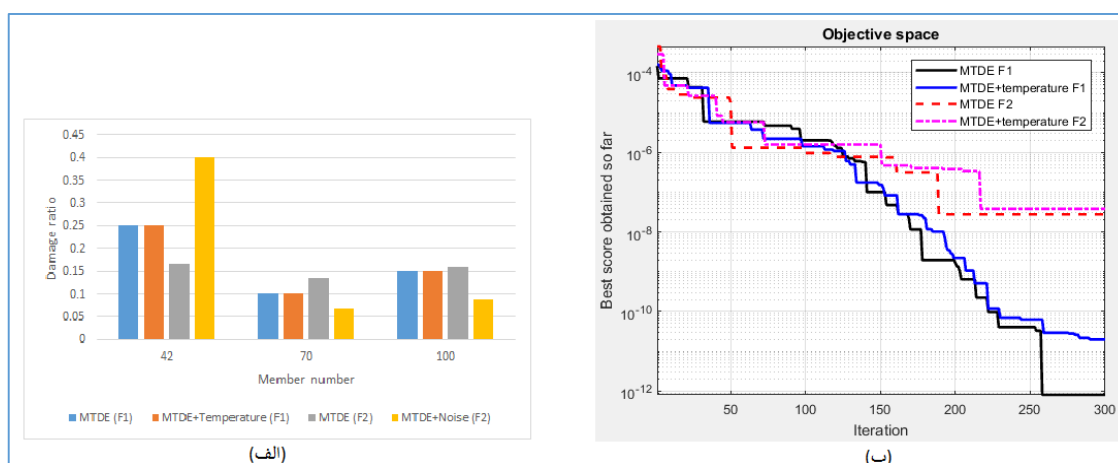 0.45
0.4
0.35
0.3
0.25
0.2
0.15
0.1
0.05
0
Damage ratio
42 70 100
Member number
MTDE (F1) MTDE+Temperature (F1) MTDE (F2) MTDE+Noise (F2)
(الف)
Objective space
MTDE F1
MTDE+temperature F1
MTDE F2
MTDE+temperature F2
10⁻⁴
10⁻⁶
10⁻⁸
10⁻¹⁰
10⁻¹²
Best score obtained so far
50 100 150 200 250 300
Iteration
(ب)